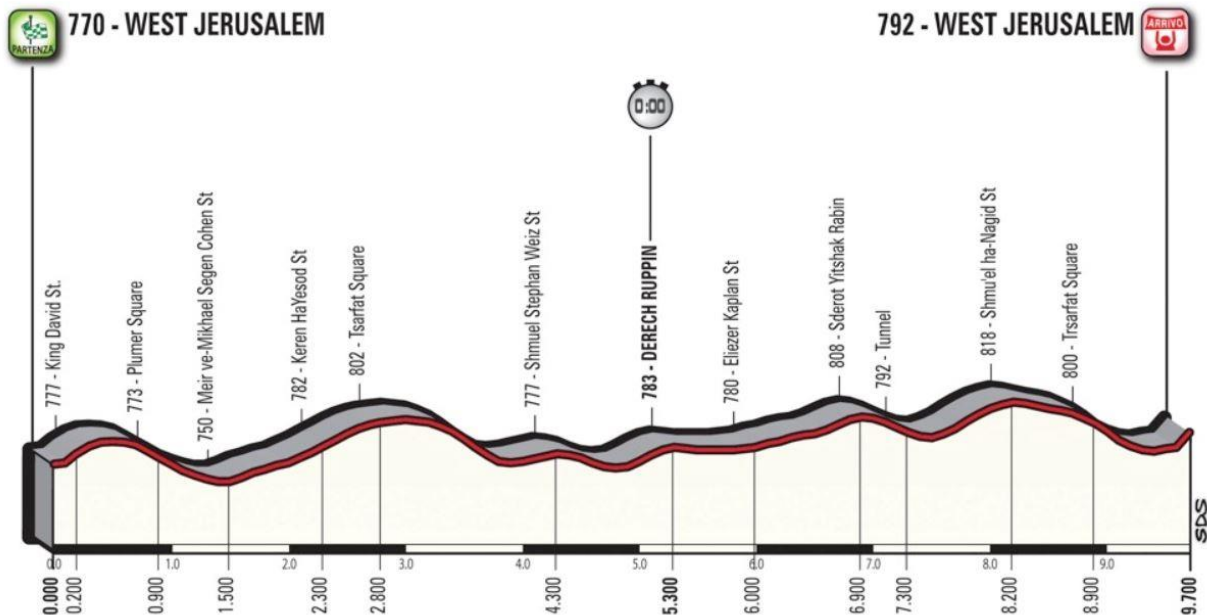 770 - WEST JERUSALEM
792 - WEST JERUSALEM
PARTENZA
ARRIVO
0:00
777 - King David St.
773 - Plumer Square
750 - Meir ve-Mikhael Segen Cohen St
782 - Keren HaYesod St
802 - Tsarfat Square
777 - Shmuel Stephan Weiz St
783 - DERECH RUPPIN
780 - Eliezer Kaplan St
808 - Sderot Yitshak Rabin
792 - Tunnel
818 - Shmu'el ha-Nagid St
800 - Trsarfat Square
SDS
0.0
1.0
2.0
3.0
4.0
5.0
6.0
7.0
8.0
9.0
0.000
0.200
0.900
1.500
2.300
2.800
4.300
5.300
6.000
6.900
7.300
8.200
8.900
9.700